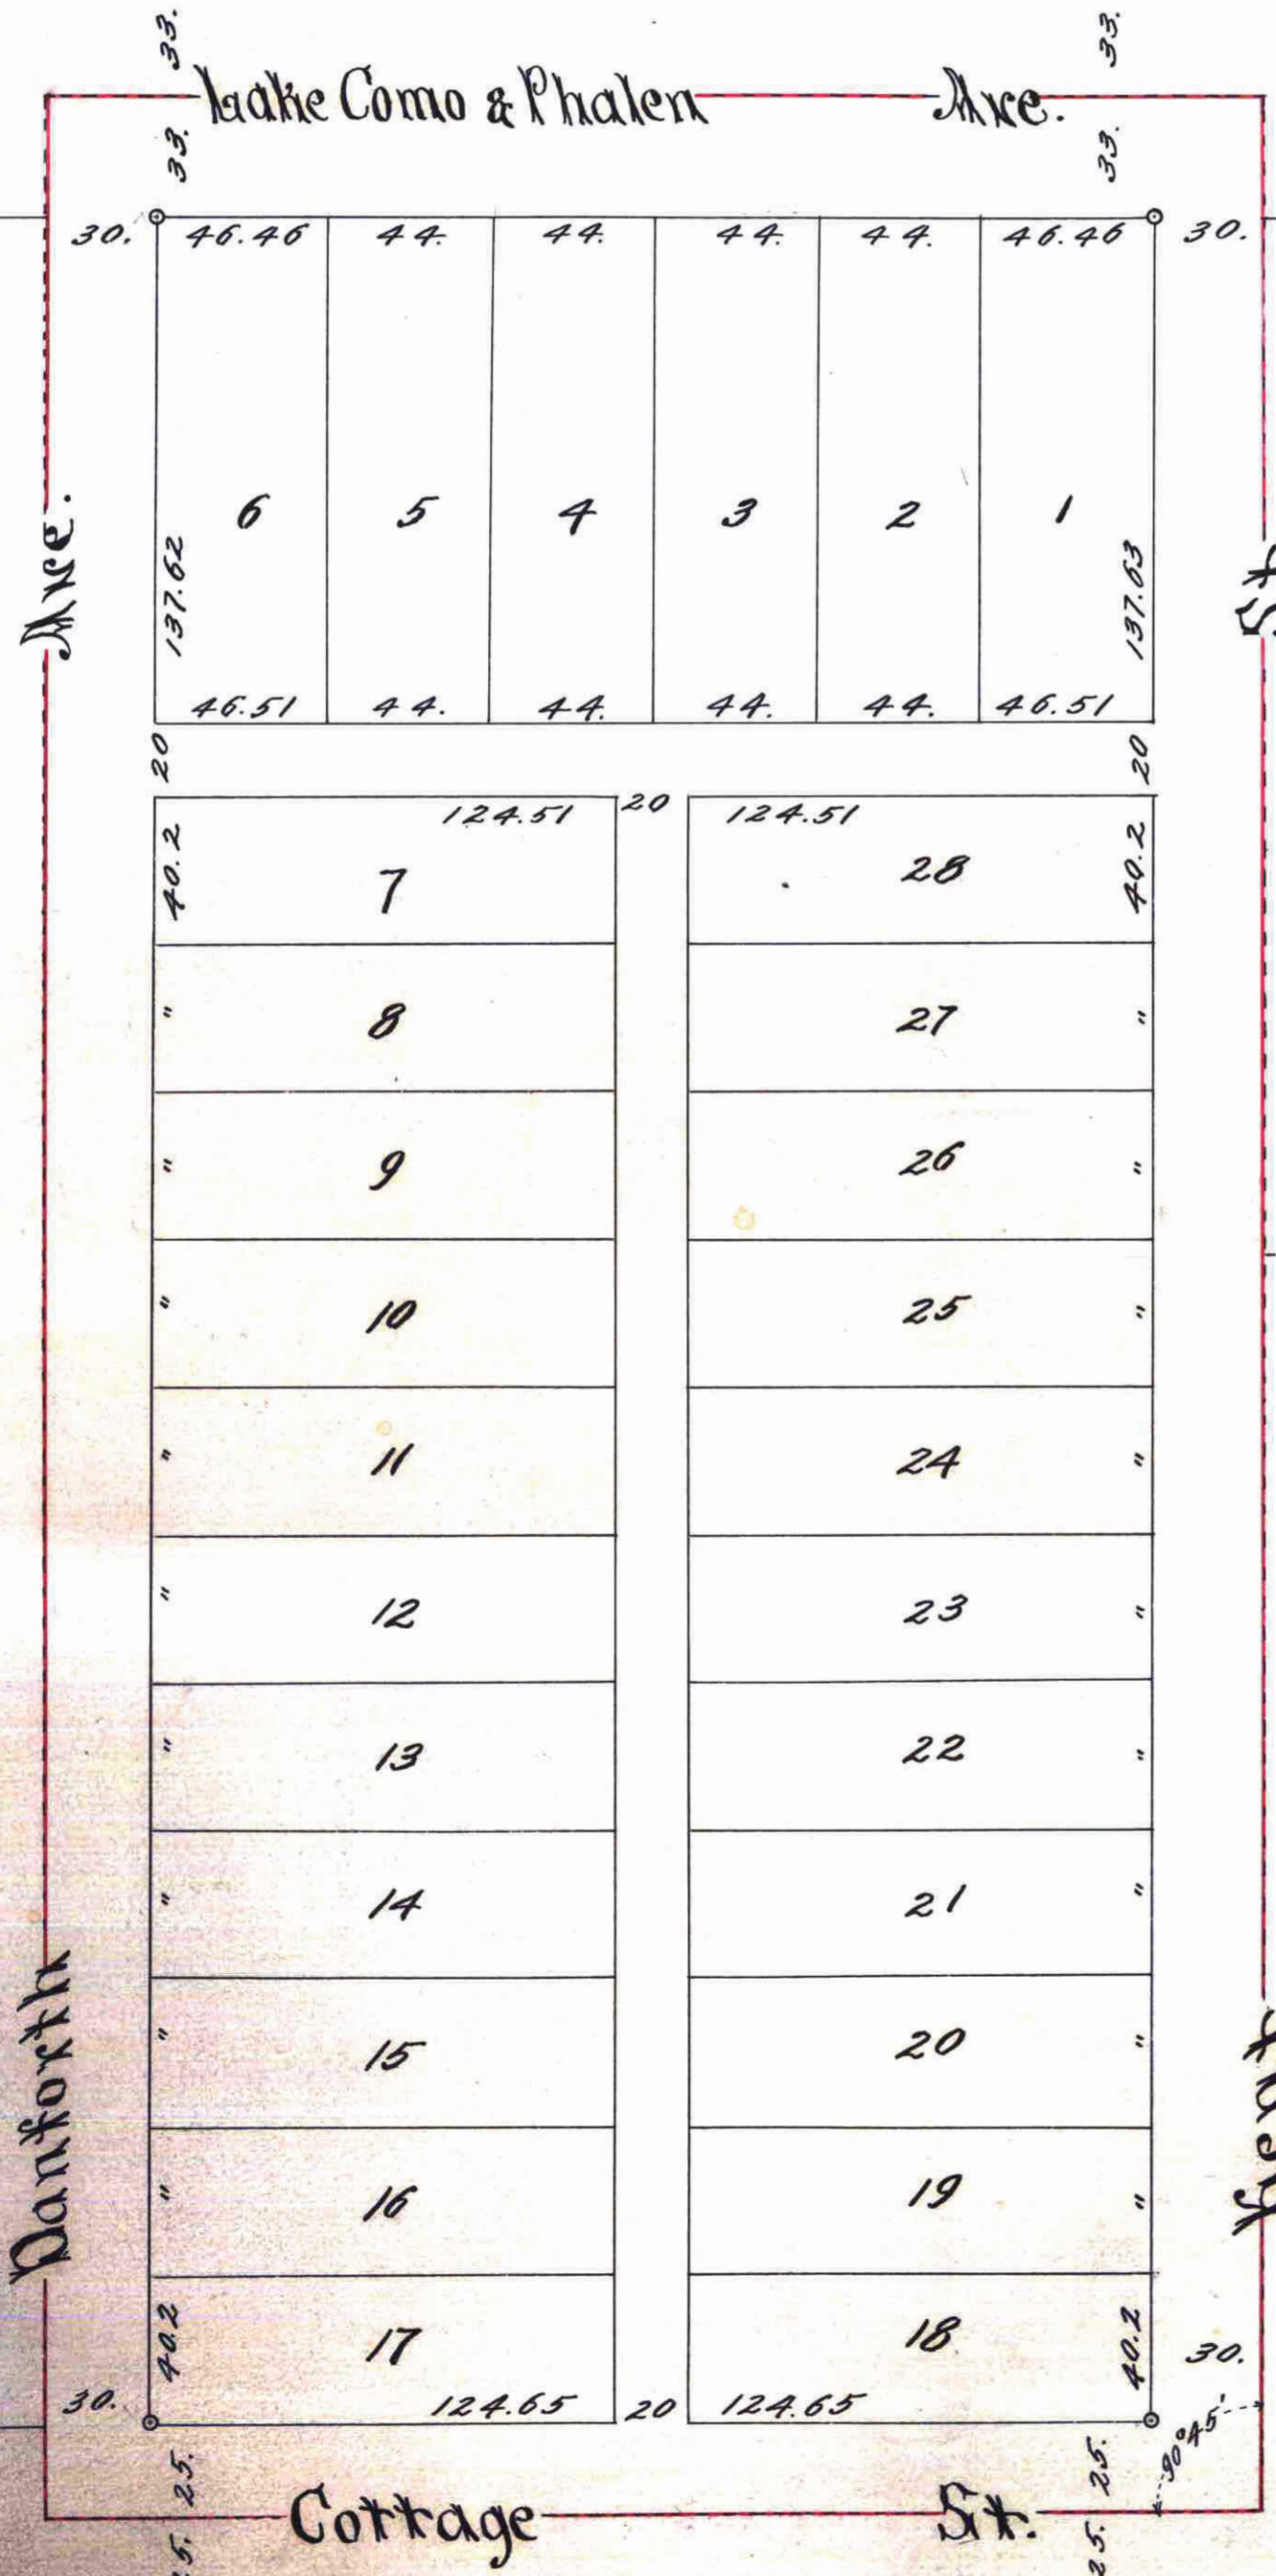 33. 33.
Lake Como & Phalen Ave.
33. 33.
30. 46.46 44. 44. 44. 44. 46.46 30.
6 5 4 3 2 1
Ave.
St
137.62 137.63
46.51 44. 44. 44. 44. 46.51
20 20
124.51 20 124.51
40.2 7 28 40.2
" 8 27 "
" 9 26 "
" 10 25 "
" 11 24 "
" 12 23 "
" 13 22 "
" 14 21 "
" 15 20 "
" 16 19 "
Danforth
40.2 17 18 40.2
30. 30.
124.65 20 124.65
90°45'
25. 25.
Cottage St.
25.